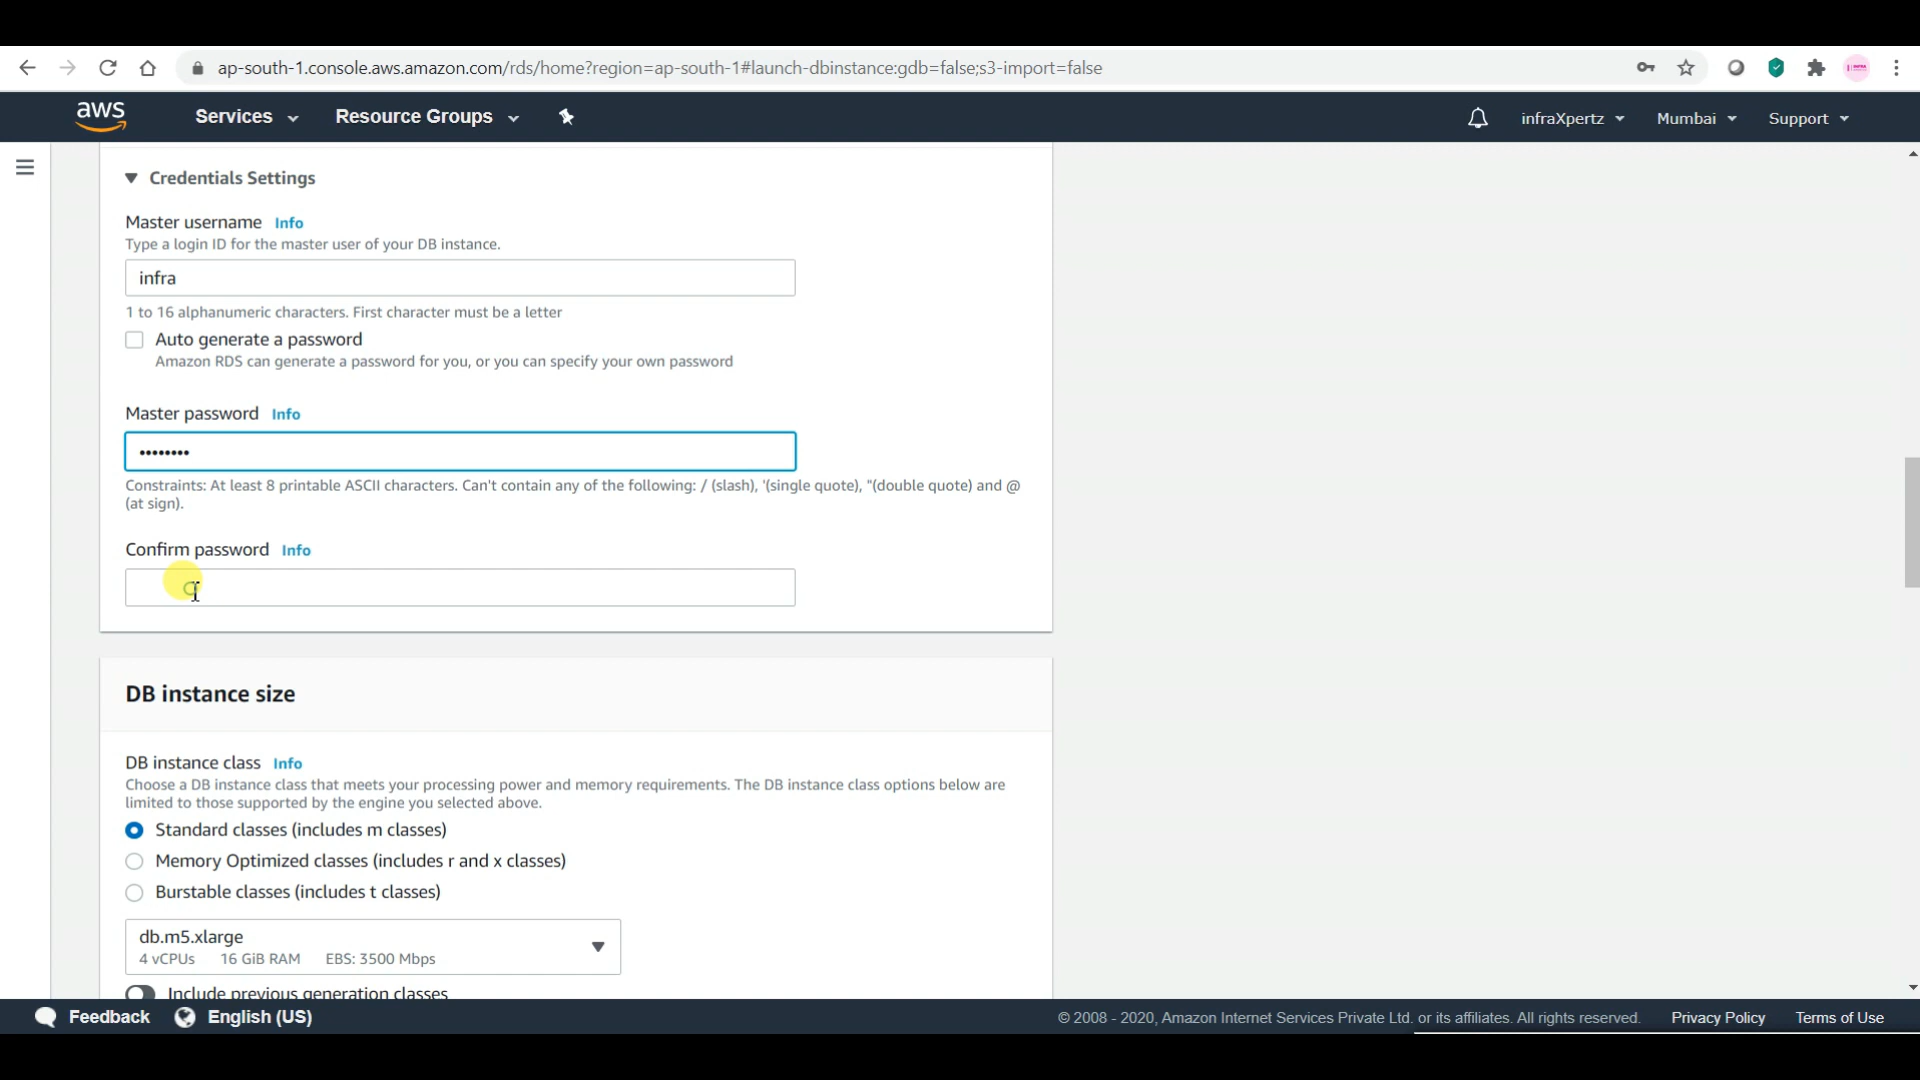 ap-south-1.console.aws.amazon.com/rds/home?region=ap-south-1#launch-dbinstance:gdb=false;s3-import=false
aws Services Resource Groups infraXpertz Mumbai Support
Credentials Settings
Master username Info
Type a login ID for the master user of your DB instance.
infra
1 to 16 alphanumeric characters. First character must be a letter
Auto generate a password
Amazon RDS can generate a password for you, or you can specify your own password
Master password Info
••••••••
Constraints: At least 8 printable ASCII characters. Can't contain any of the following: / (slash), '(single quote), "(double quote) and @
(at sign).
Confirm password Info
DB instance size
DB instance class Info
Choose a DB instance class that meets your processing power and memory requirements. The DB instance class options below are
limited to those supported by the engine you selected above.
Standard classes (includes m classes)
Memory Optimized classes (includes r and x classes)
Burstable classes (includes t classes)
db.m5.xlarge
4 vCPUs 16 GiB RAM EBS: 3500 Mbps
Include previous generation classes
Feedback English (US) © 2008 - 2020, Amazon Internet Services Private Ltd. or its affiliates. All rights reserved. Privacy Policy Terms of Use